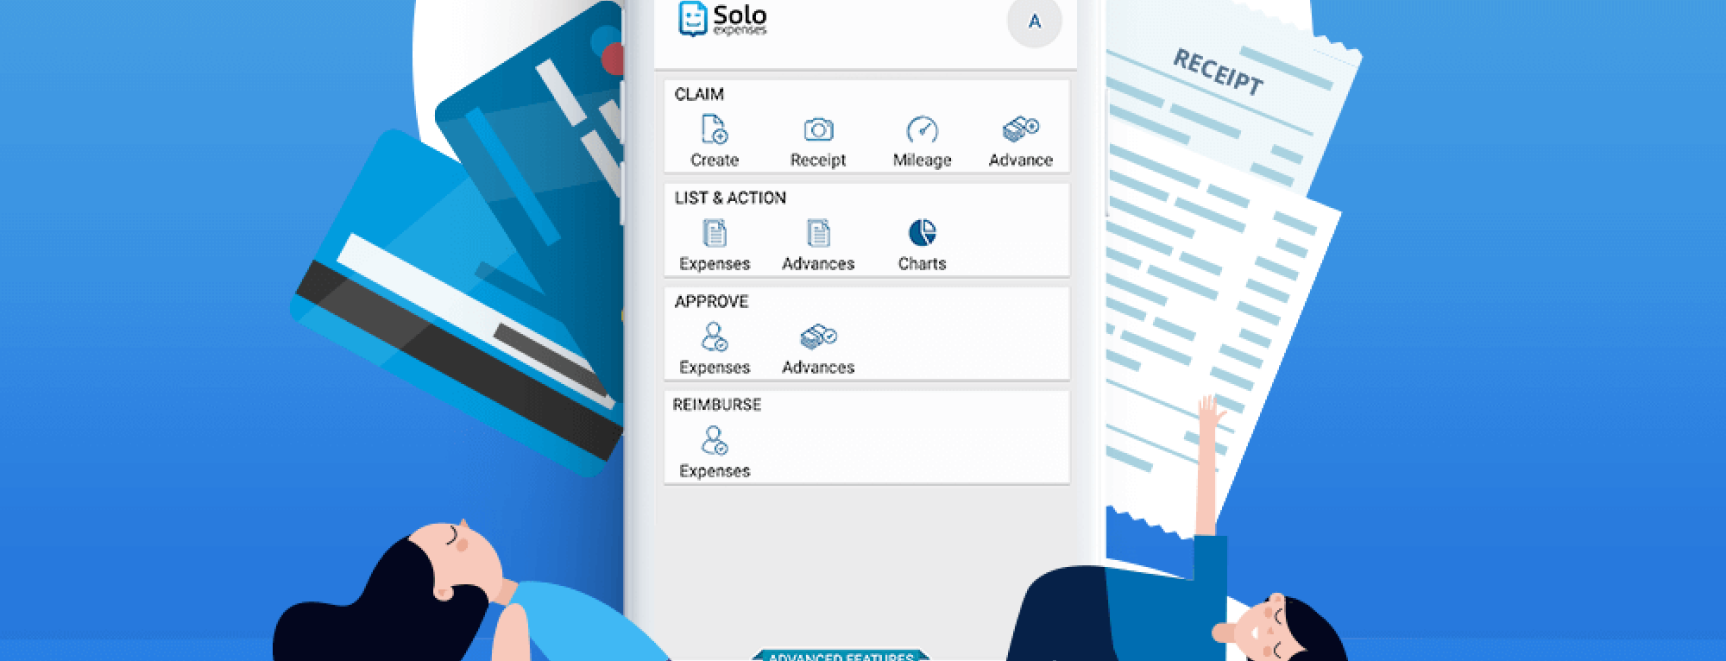 Solo
expenses
A
RECEIPT
CLAIM
Create Receipt Mileage Advance
LIST & ACTION
Expenses Advances Charts
APPROVE
Expenses Advances
REIMBURSE
Expenses
ADVANCED FEATURES